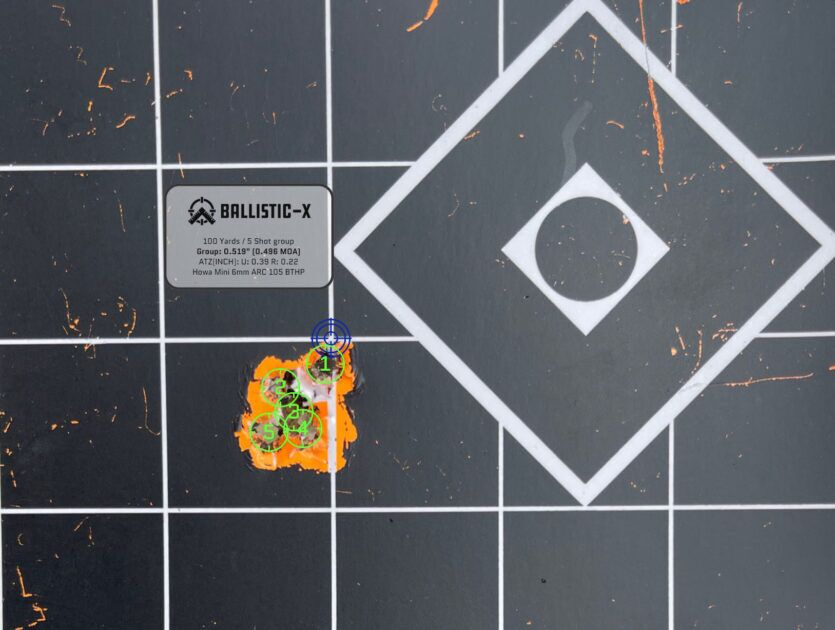 BALLISTIC-X
100 Yards / 5 Shot group
Group: 0.519" (0.496 MOA)
ATZ(INCH): U: 0.39 R: 0.22
Howa Mini 6mm ARC 105 BTHP
1
2
3
5 4